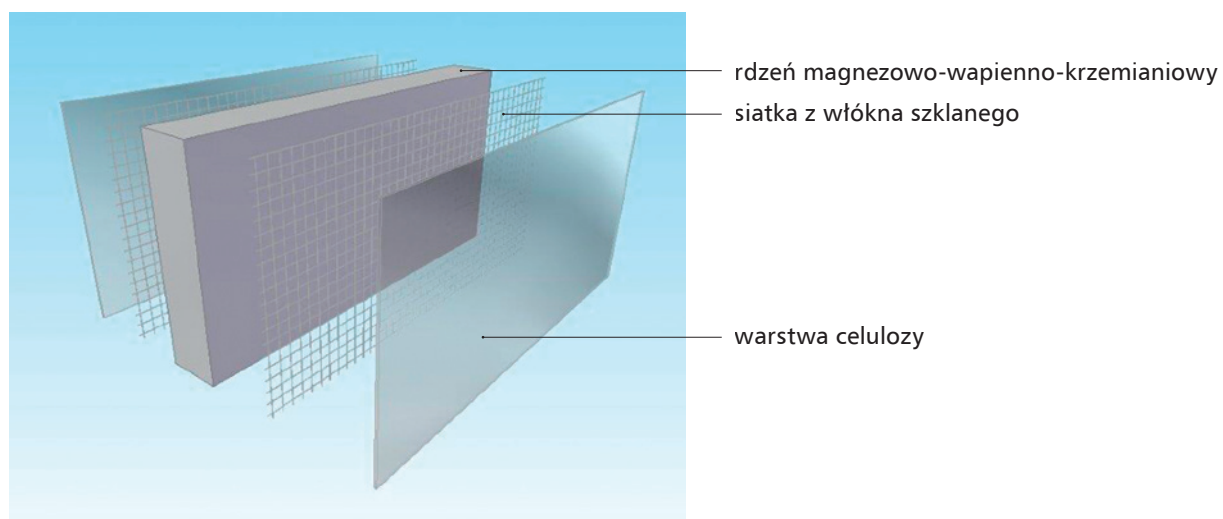 rdzeń magnezowo-wapienno-krzemianiowy
siatka z włókna szklanego
warstwa celulozy